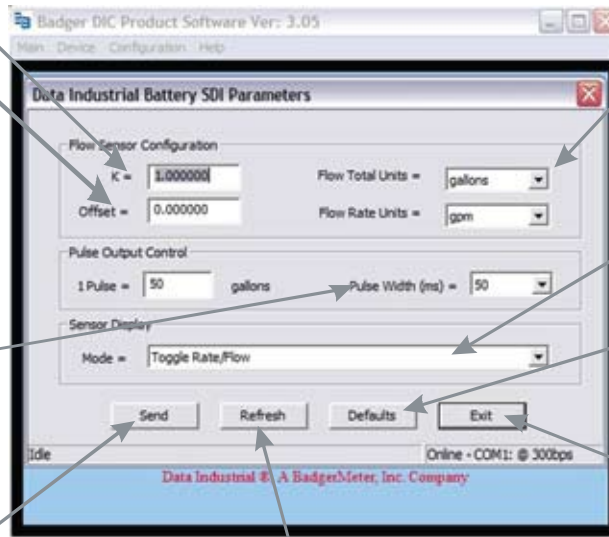 Badger DIC Product Software Ver: 3.05
Main Device Configuration Help
Data Industrial Battery SDI Parameters
Flow Sensor Configuration
K = 1.000000 Flow Total Units = gallons
Offset = 0.000000 Flow Rate Units = gpm
Pulse Output Control
1 Pulse = 50 gallons Pulse Width (ms) = 50
Sensor Display
Mode = Toggle Rate/Flow
Send Refresh Defaults Exit
Idle Online - COM1: @ 300bps
Data Industrial ® A BadgerMeter, Inc. Company